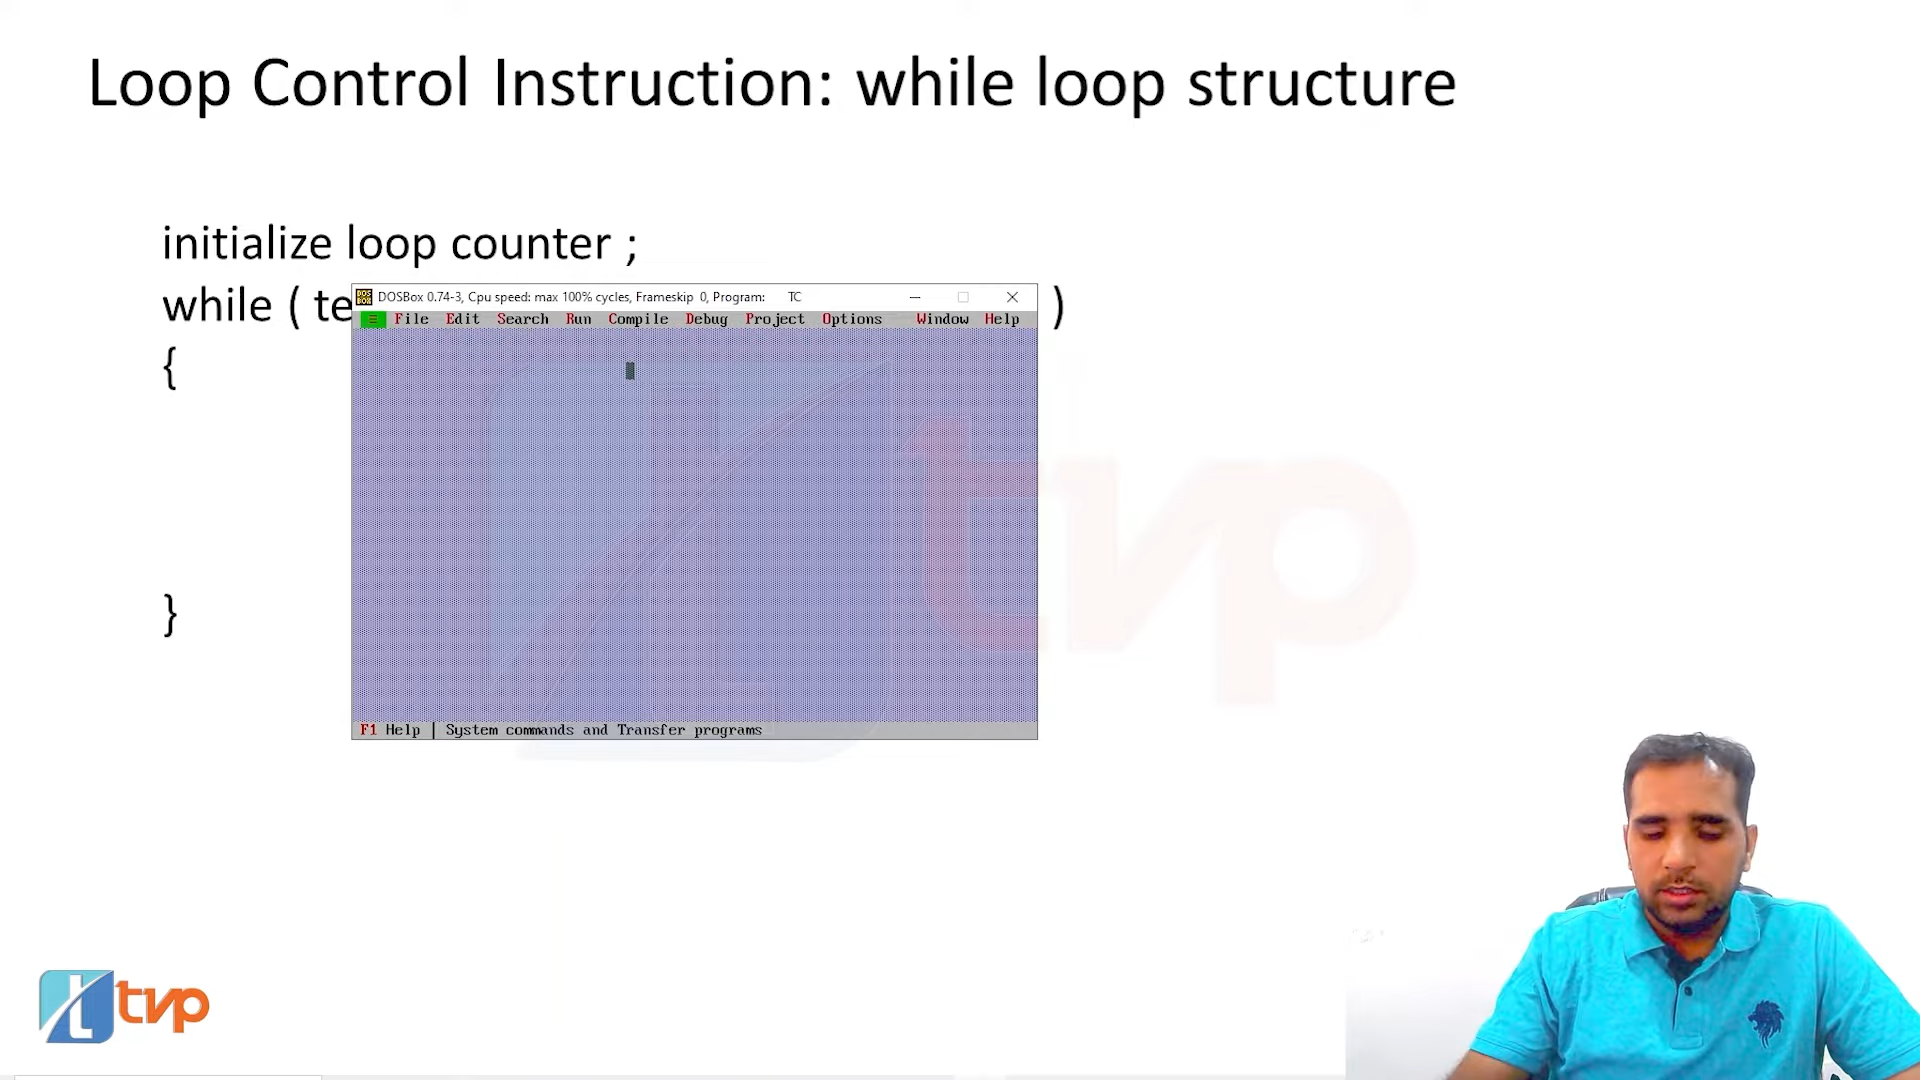 Loop Control Instruction: while loop structure
initialize loop counter ;
while ( te )
{
}
DOSBox 0.74-3, Cpu speed: max 100% cycles, Frameskip 0, Program: TC
≡ File Edit Search Run Compile Debug Project Options Window Help
F1 Help | System commands and Transfer programs
tvp
tvp